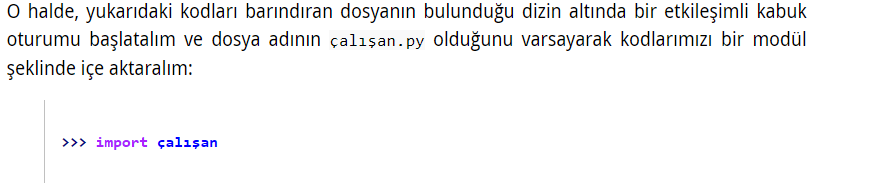 O halde, yukarıdaki kodları barındıran dosyanın bulunduğu dizin altında bir etkileşimli kabuk
oturumu başlatalım ve dosya adının çalışan.py olduğunu varsayarak kodlarımızı bir modül
şeklinde içe aktaralım:
>>> import çalışan